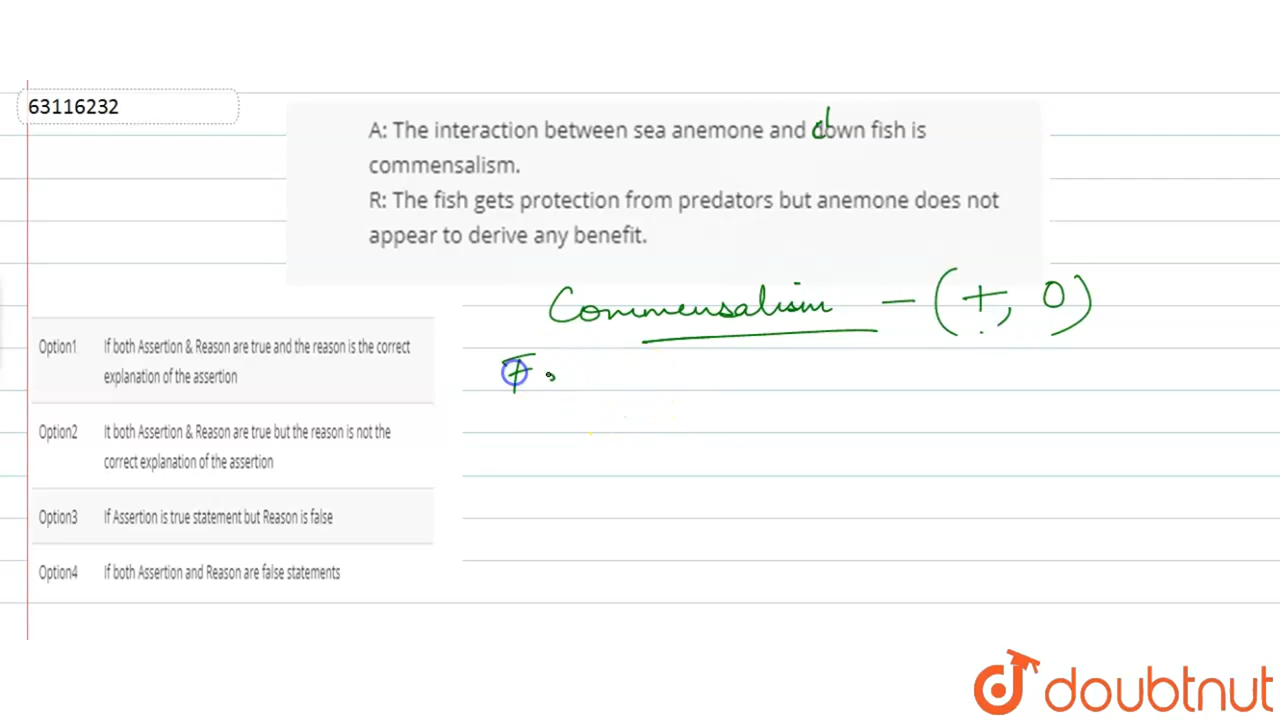 63116232
A: The interaction between sea anemone and down fish is
commensalism.
R: The fish gets protection from predators but anemone does not
appear to derive any benefit.
Commensalism – (+, 0)
Option1 If both Assertion & Reason are true and the reason is the correct
explanation of the assertion
Option2 It both Assertion & Reason are true but the reason is not the
correct explanation of the assertion
Option3 If Assertion is true statement but Reason is false
Option4 If both Assertion and Reason are false statements
doubtnut